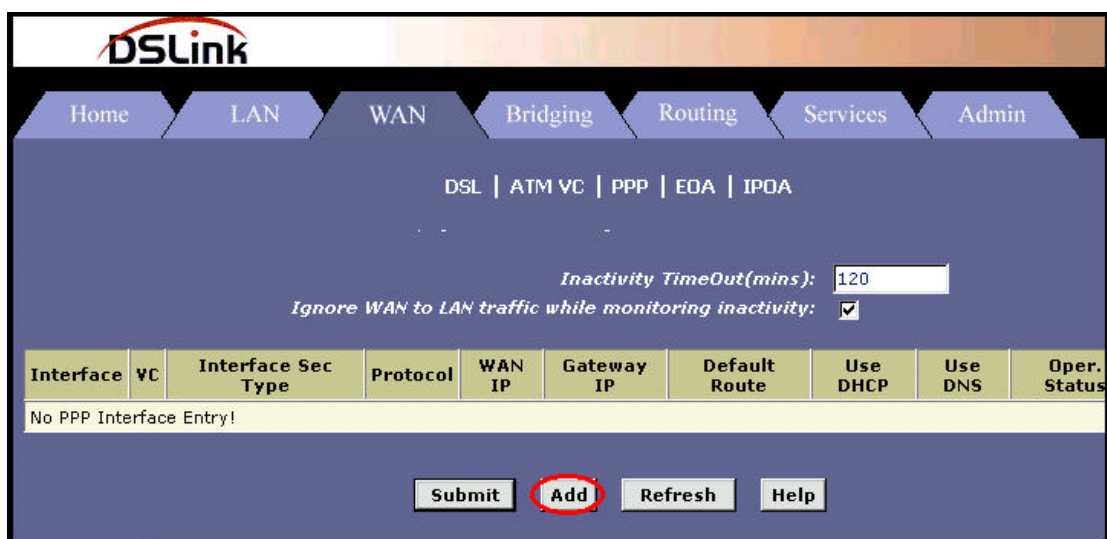 DSLink
Home LAN WAN Bridging Routing Services Admin
DSL | ATM VC | PPP | EOA | IPOA
Inactivity TimeOut(mins): 120
Ignore WAN to LAN traffic while monitoring inactivity:
Interface VC Interface Sec Type Protocol WAN IP Gateway IP Default Route Use DHCP Use DNS Oper. Status
No PPP Interface Entry!
Submit Add Refresh Help